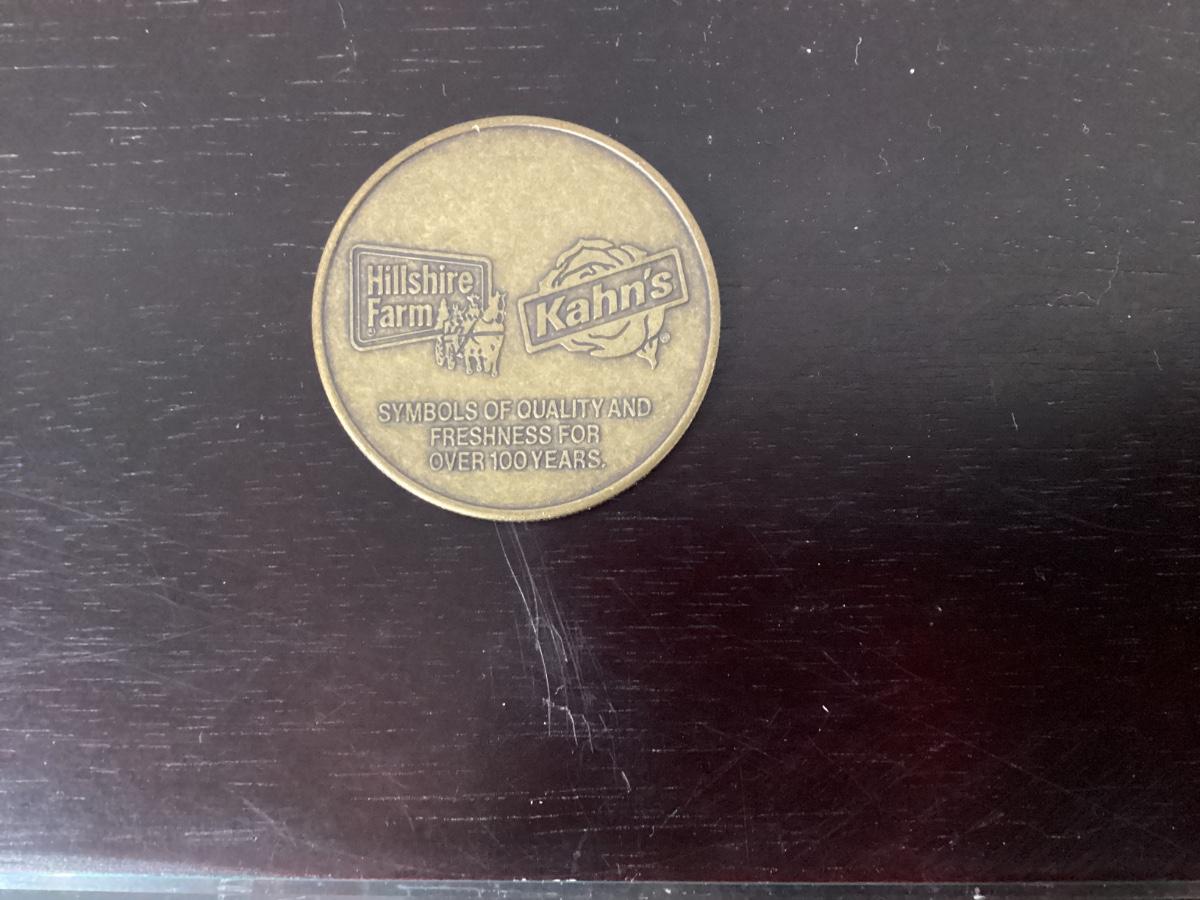 Hillshire
Farm
Kahn's
SYMBOLS OF QUALITY AND
FRESHNESS FOR
OVER 100 YEARS.